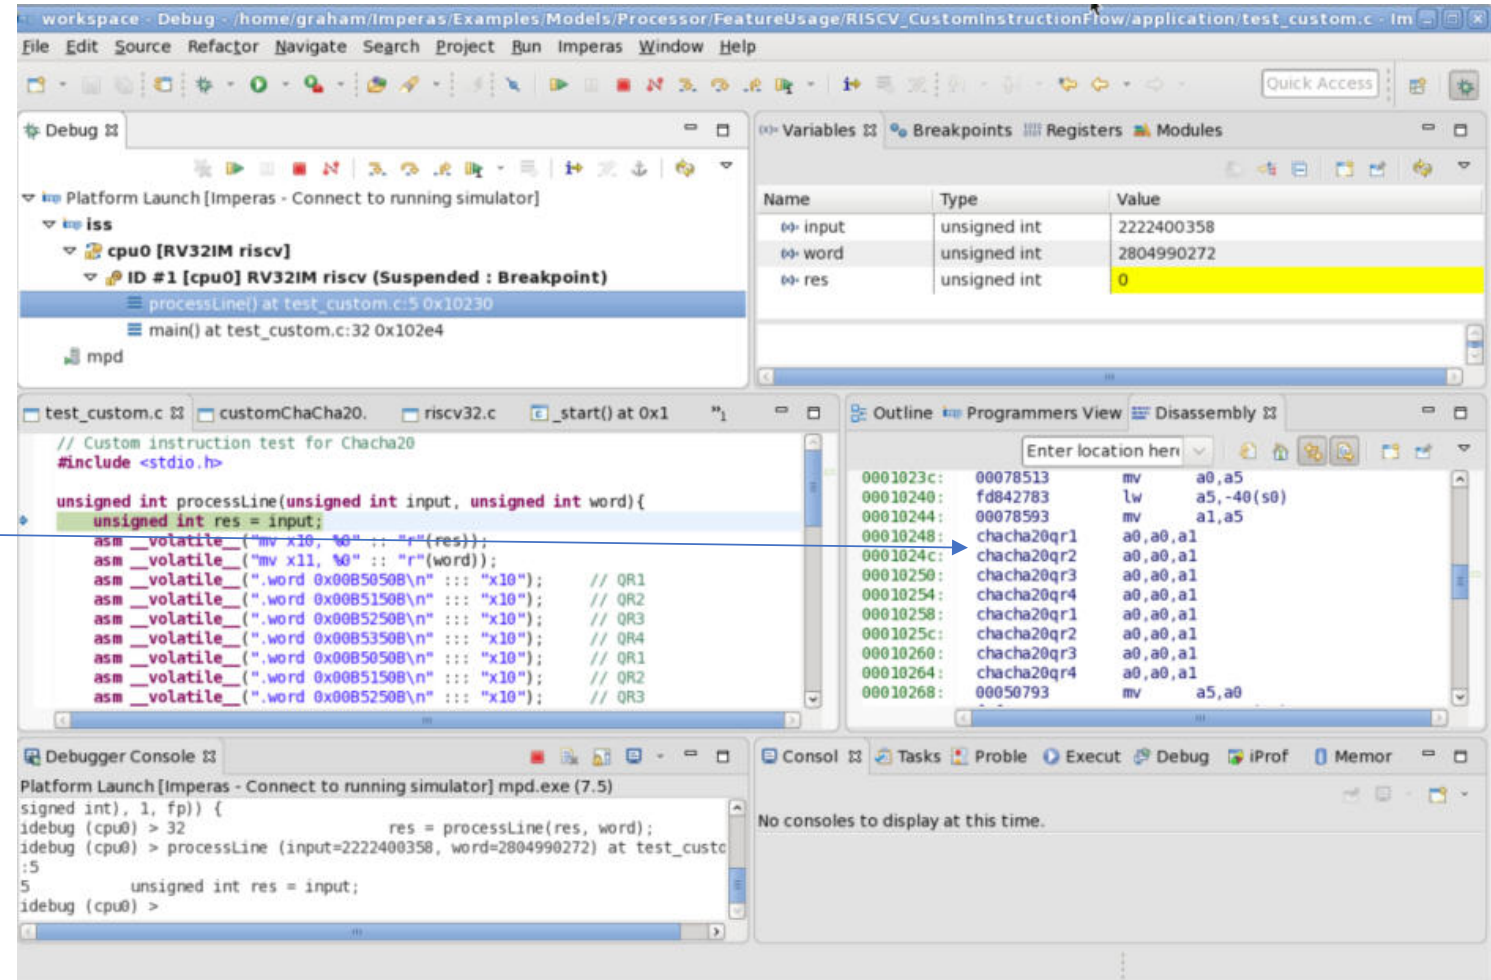 workspace - Debug - /home/graham/Imperas/Examples/Models/Processor/FeatureUsage/RISCV_CustomInstructionFlow/application/test_custom.c - Im
File Edit Source Refactor Navigate Search Project Run Imperas Window Help
Quick Access
Debug
Platform Launch [Imperas - Connect to running simulator]
iss
cpu0 [RV32IM riscv]
ID #1 [cpu0] RV32IM riscv (Suspended : Breakpoint)
processLine() at test_custom.c:5 0x10230
main() at test_custom.c:32 0x102e4
mpd
Variables Breakpoints Registers Modules
Name Type Value
input unsigned int 2222400358
word unsigned int 2804990272
res unsigned int 0
test_custom.c customChaCha20. riscv32.c _start() at 0x1 "1
// Custom instruction test for Chacha20
#include <stdio.h>
unsigned int processLine(unsigned int input, unsigned int word){
unsigned int res = input;
asm __volatile__("mv x10, %0" :: "r"(res));
asm __volatile__("mv x11, %0" :: "r"(word));
asm __volatile__(".word 0x00B5050B\n" ::: "x10"); // QR1
asm __volatile__(".word 0x00B5150B\n" ::: "x10"); // QR2
asm __volatile__(".word 0x00B5250B\n" ::: "x10"); // QR3
asm __volatile__(".word 0x00B5350B\n" ::: "x10"); // QR4
asm __volatile__(".word 0x00B5050B\n" ::: "x10"); // QR1
asm __volatile__(".word 0x00B5150B\n" ::: "x10"); // QR2
asm __volatile__(".word 0x00B5250B\n" ::: "x10"); // QR3
Outline Programmers View Disassembly
Enter location here
0001023c: 00078513 mv a0,a5
00010240: fd842783 lw a5,-40(s0)
00010244: 00078593 mv a1,a5
00010248: chacha20qr1 a0,a0,a1
0001024c: chacha20qr2 a0,a0,a1
00010250: chacha20qr3 a0,a0,a1
00010254: chacha20qr4 a0,a0,a1
00010258: chacha20qr1 a0,a0,a1
0001025c: chacha20qr2 a0,a0,a1
00010260: chacha20qr3 a0,a0,a1
00010264: chacha20qr4 a0,a0,a1
00010268: 00050793 mv a5,a0
Debugger Console
Platform Launch [Imperas - Connect to running simulator] mpd.exe (7.5)
signed int), 1, fp)) {
idebug (cpu0) > 32 res = processLine(res, word);
idebug (cpu0) > processLine (input=2222400358, word=2804990272) at test_custo
:5
5 unsigned int res = input;
idebug (cpu0) >
Consol Tasks Proble Execut Debug iProf Memor
No consoles to display at this time.